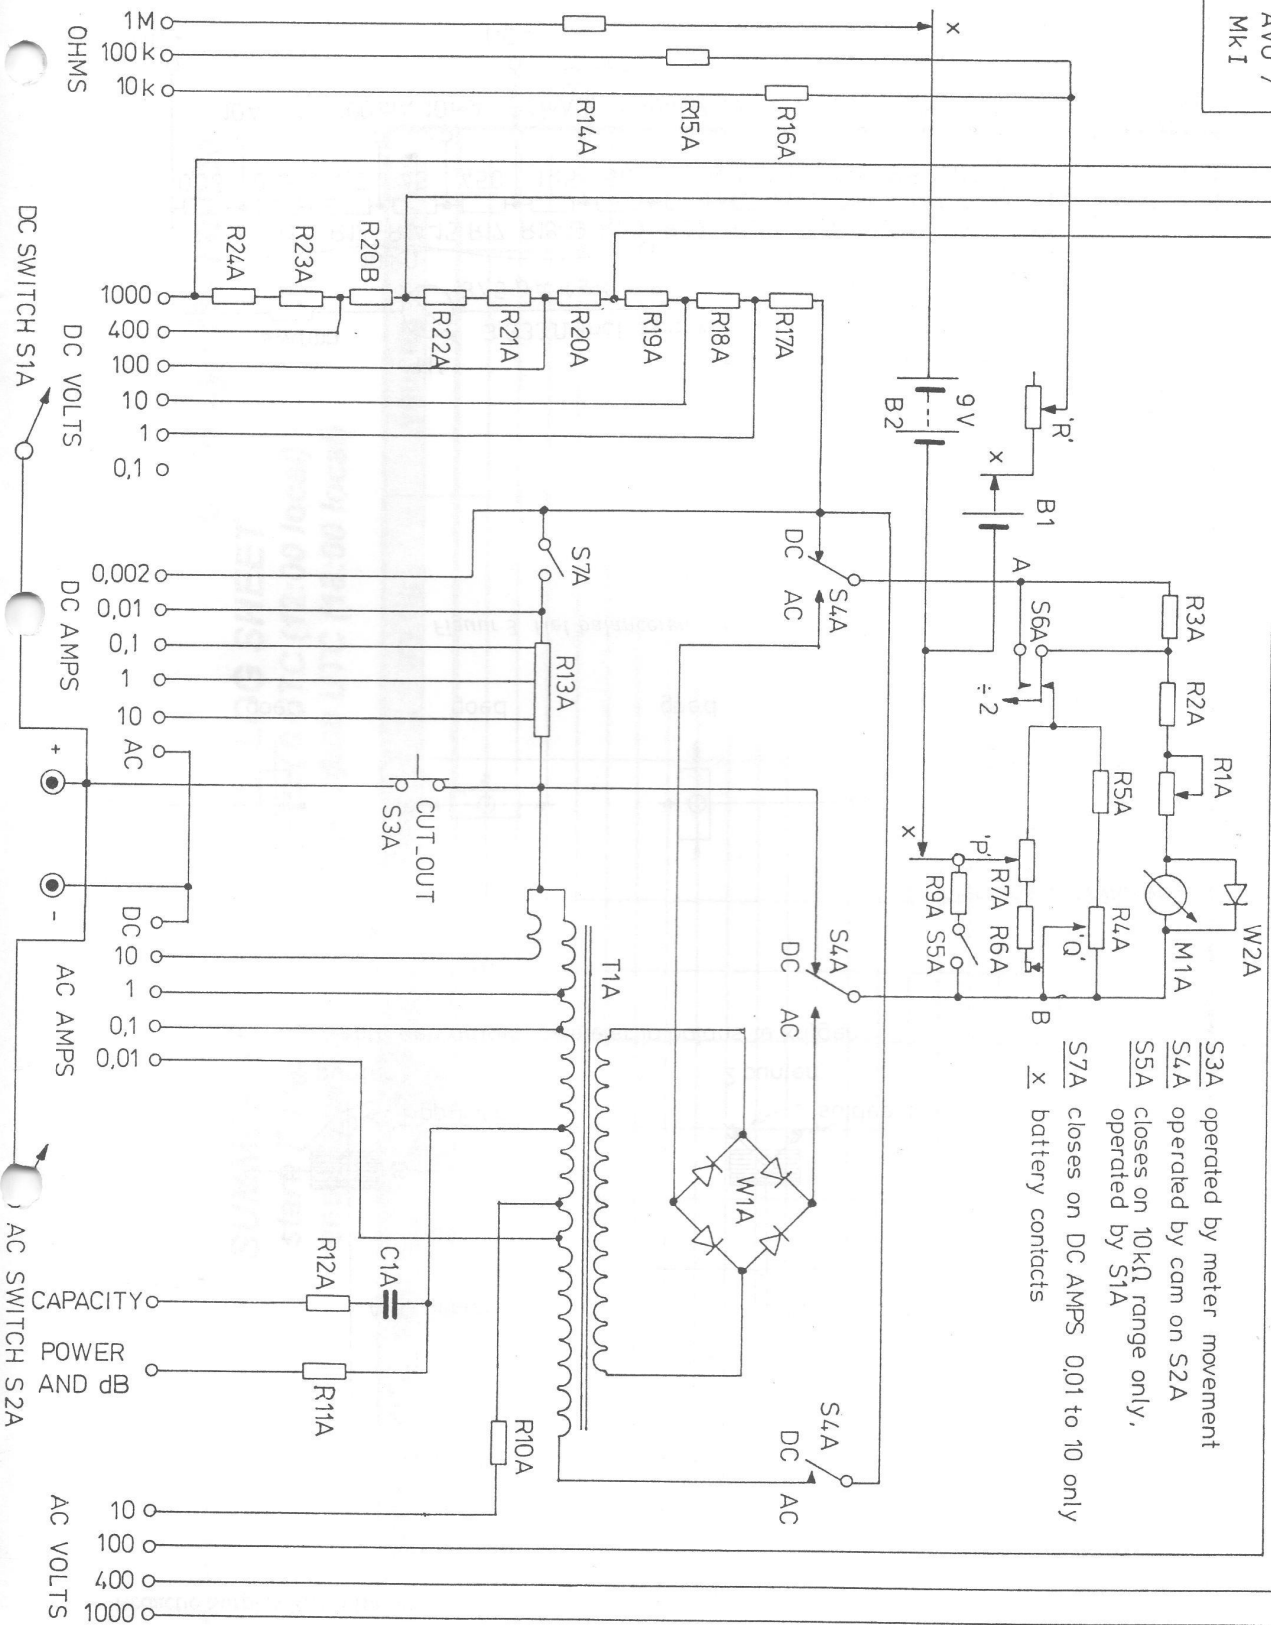 AVO 7
Mk I
1M
100k
10k
OHMS
R14A
R15A
R16A
x
R24A
R23A
R20B
R22A
R21A
R20A
R19A
R18A
R17A
1000
400
100
10
1
0,1
DC VOLTS
DC SWITCH S1A
9V
B2
'R'
x
B1
DC
AC
S4A
A
S6A
÷2
R3A
R2A
R1A
W2A
M1A
R5A
R4A
'Q'
'P'
R7A R6A
R9A S5A
x
B
S7A
R13A
0,002
0,01
0,1
1
10
AC
DC AMPS
+
-
S3A
CUT_OUT
S4A
DC
AC
T1A
W1A
DC
10
1
0,1
0,01
AC AMPS
S3A operated by meter movement
S4A operated by cam on S2A
S5A closes on 10kΩ range only,
operated by S1A
S7A closes on DC AMPS 0,01 to 10 only
x battery contacts
C1A
R12A
R11A
R10A
CAPACITY
POWER
AND dB
AC SWITCH S2A
S4A
DC
AC
10
100
400
1000
AC VOLTS